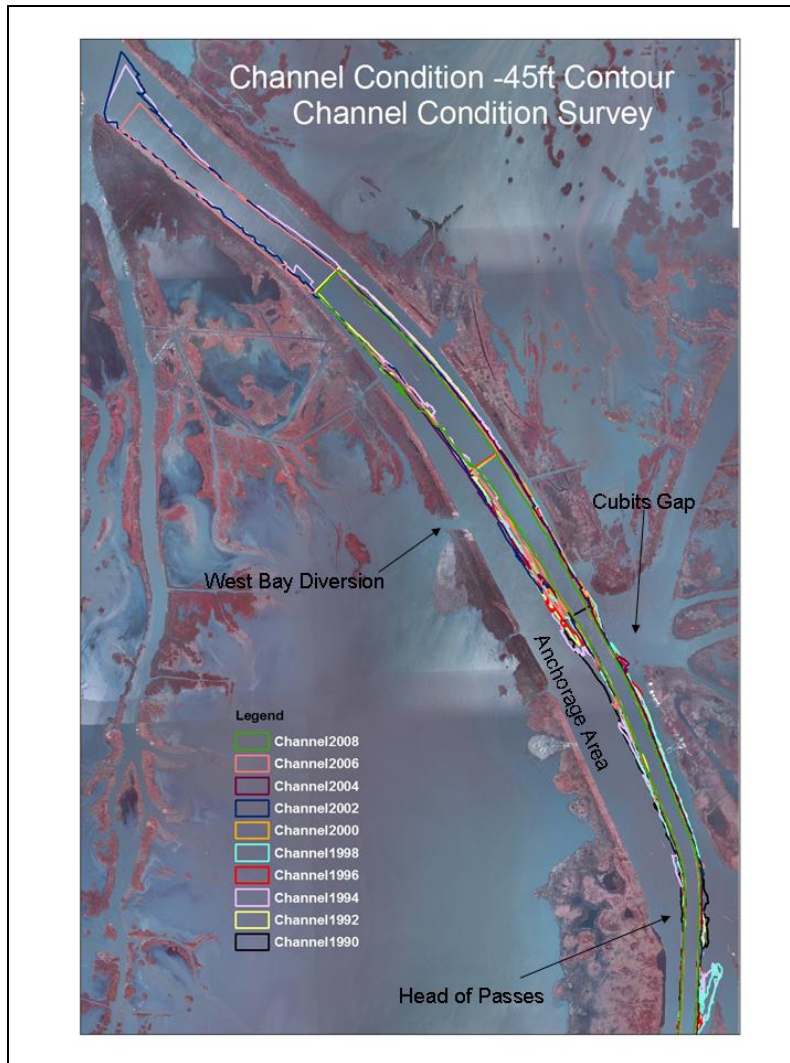 Channel Condition -45ft Contour
Channel Condition Survey
Cubits Gap
West Bay Diversion
Anchorage Area
Legend
Channel2008
Channel2006
Channel2004
Channel2002
Channel2000
Channel1998
Channel1996
Channel1994
Channel1992
Channel1990
Head of Passes